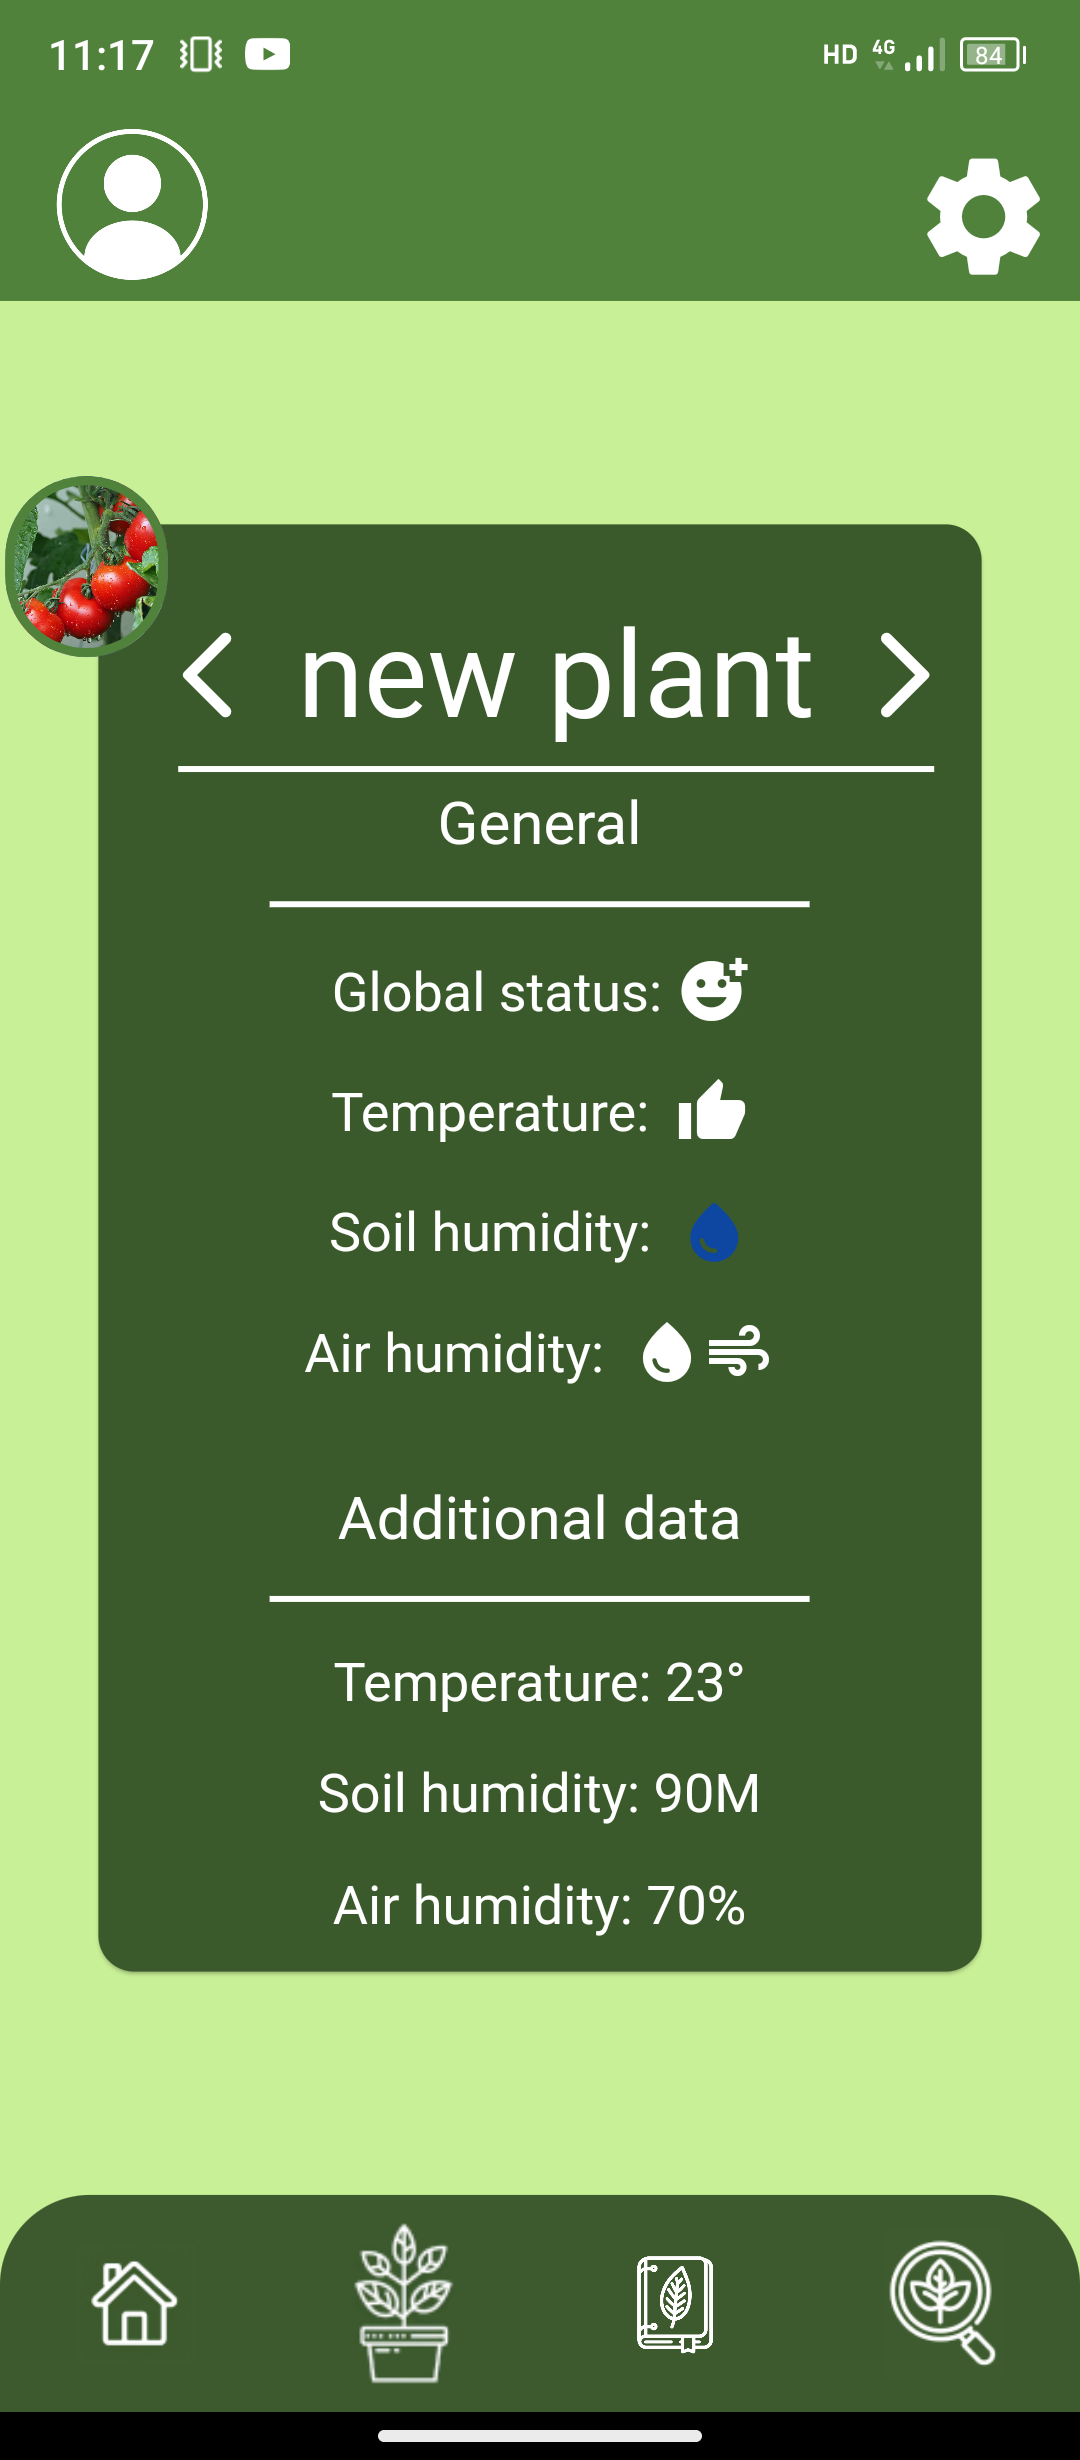 11:17
HD 4G 84
new plant
General
Global status:
Temperature:
Soil humidity:
Air humidity:
Additional data
Temperature: 23°
Soil humidity: 90M
Air humidity: 70%